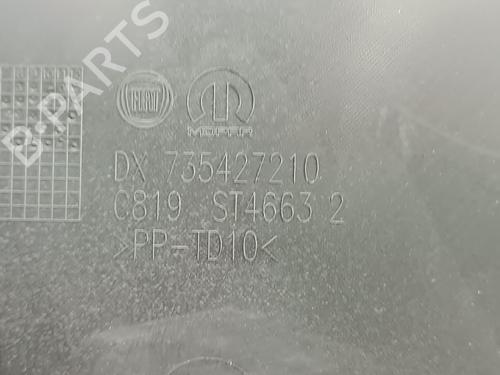 B-PARTS
FIAT
MOPAR
DX 735427210
C819 ST4663 2
>PP-TD10<